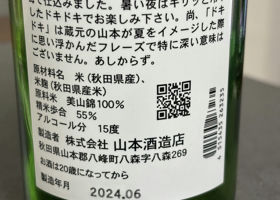 に仕込みました。暑い夜はキリッと冷
したドキドキでお楽しみ下さい。尚、「ドキ
ドキ」は蔵元の山本が夏をイメージした際
に思い浮かんだフレーズで特に深い意味は
ございません。あしからず。
原材料名 米（秋田県産）、
米麹（秋田県産米）
原料米 美山錦100%
精米歩合 55%
アルコール分 15度
製造者 株式会社 山本酒造店
秋田県山本郡八峰町八森字八森269
お酒は20歳になってから
製造年月 2024.06